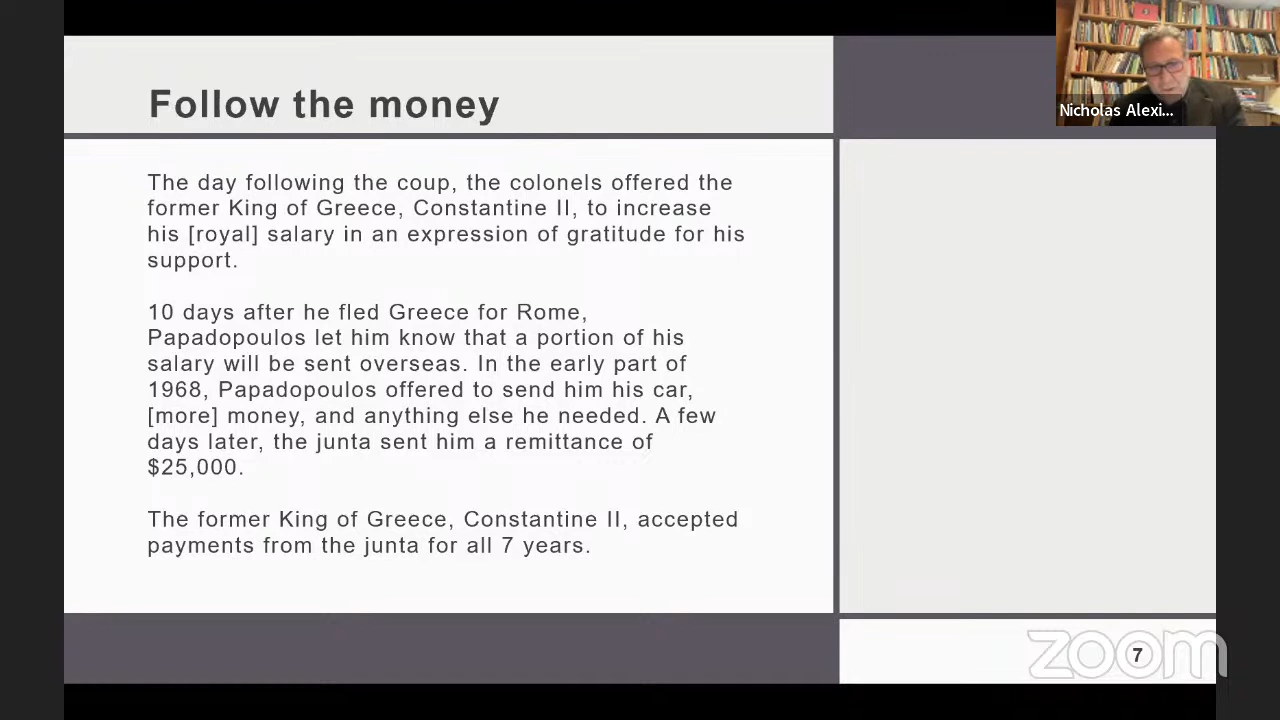 Follow the money
Nicholas Alexi...
The day following the coup, the colonels offered the
former King of Greece, Constantine II, to increase
his [royal] salary in an expression of gratitude for his
support.
10 days after he fled Greece for Rome,
Papadopoulos let him know that a portion of his
salary will be sent overseas. In the early part of
1968, Papadopoulos offered to send him his car,
[more] money, and anything else he needed. A few
days later, the junta sent him a remittance of
$25,000.
The former King of Greece, Constantine II, accepted
payments from the junta for all 7 years.
zoom
7